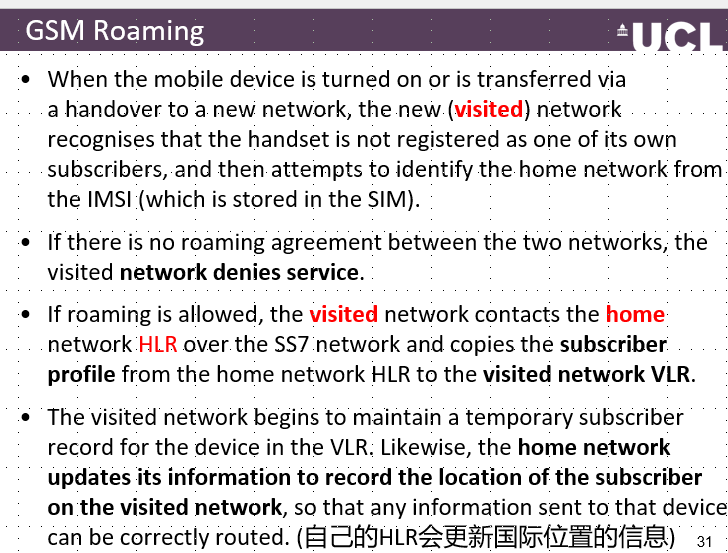 GSM Roaming
UCL
• When the mobile device is turned on or is transferred via
a handover to a new network, the new (visited) network
recognises that the handset is not registered as one of its own
subscribers, and then attempts to identify the home network from
the IMSI (which is stored in the SIM).
• If there is no roaming agreement between the two networks, the
visited network denies service.
• If roaming is allowed, the visited network contacts the home
network HLR over the SS7 network and copies the subscriber
profile from the home network HLR to the visited network VLR.
• The visited network begins to maintain a temporary subscriber
record for the device in the VLR. Likewise, the home network
updates its information to record the location of the subscriber
on the visited network, so that any information sent to that device
can be correctly routed. (自己的HLR会更新国际位置的信息)
31